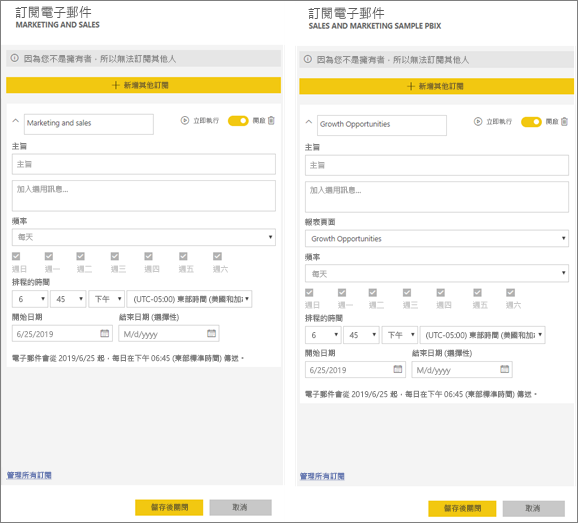 訂閱電子郵件
MARKETING AND SALES
因為您不是擁有者，所以無法訂閱其他人
新增其他訂閱
Marketing and sales
立即執行
開啟
主旨
主旨
加入選用訊息...
頻率
每天
週日 週一 週二 週三 週四 週五 週六
排程的時間
6 45 下午 (UTC-05:00) 東部時間 (美國和加
開始日期 結束日期 (選擇性)
6/25/2019 M/d/yyyy
電子郵件會從 2019/6/25 起，每日在下午 06:45 (東部標準時間) 傳送。
管理所有訂閱
儲存後關閉 取消
訂閱電子郵件
SALES AND MARKETING SAMPLE PBIX
因為您不是擁有者，所以無法訂閱其他人
新增其他訂閱
Growth Opportunities
立即執行
開啟
主旨
主旨
加入選用訊息...
報表頁面
Growth Opportunities
頻率
每天
週日 週一 週二 週三 週四 週五 週六
排程的時間
6 45 下午 (UTC-05:00) 東部時間 (美國和加
開始日期 結束日期 (選擇性)
6/25/2019 M/d/yyyy
電子郵件會從 2019/6/25 起，每日在下午 06:45 (東部標準時間) 傳送。
管理所有訂閱
儲存後關閉 取消